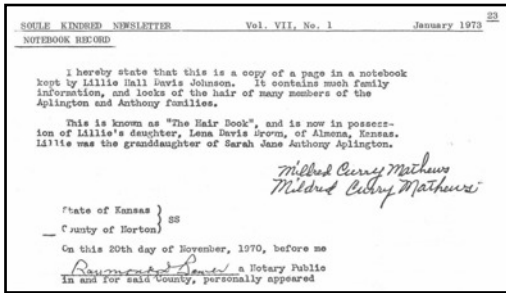 23
SOULE KINDRED NEWSLETTER Vol. VII, No. 1 January 1973
NOTEBOOK RECORD
I hereby state that this is a copy of a page in a notebook
kept by Lillie Hall Davis Johnson. It contains much family
information, and locks of the hair of many members of the
Aplington and Anthony families.
This is known as "The Hair Book", and is now in possess-
ion of Lillie's daughter, Lena Davis Brown, of Almena, Kansas.
Lillie was the granddaughter of Sarah Jane Anthony Aplington.
Mildred Curry Mathews
Mildred Curry Mathews
State of Kansas
SS
County of Norton
On this 20th day of November, 1970, before me
a Notary Public
in and for said County, personally appeared